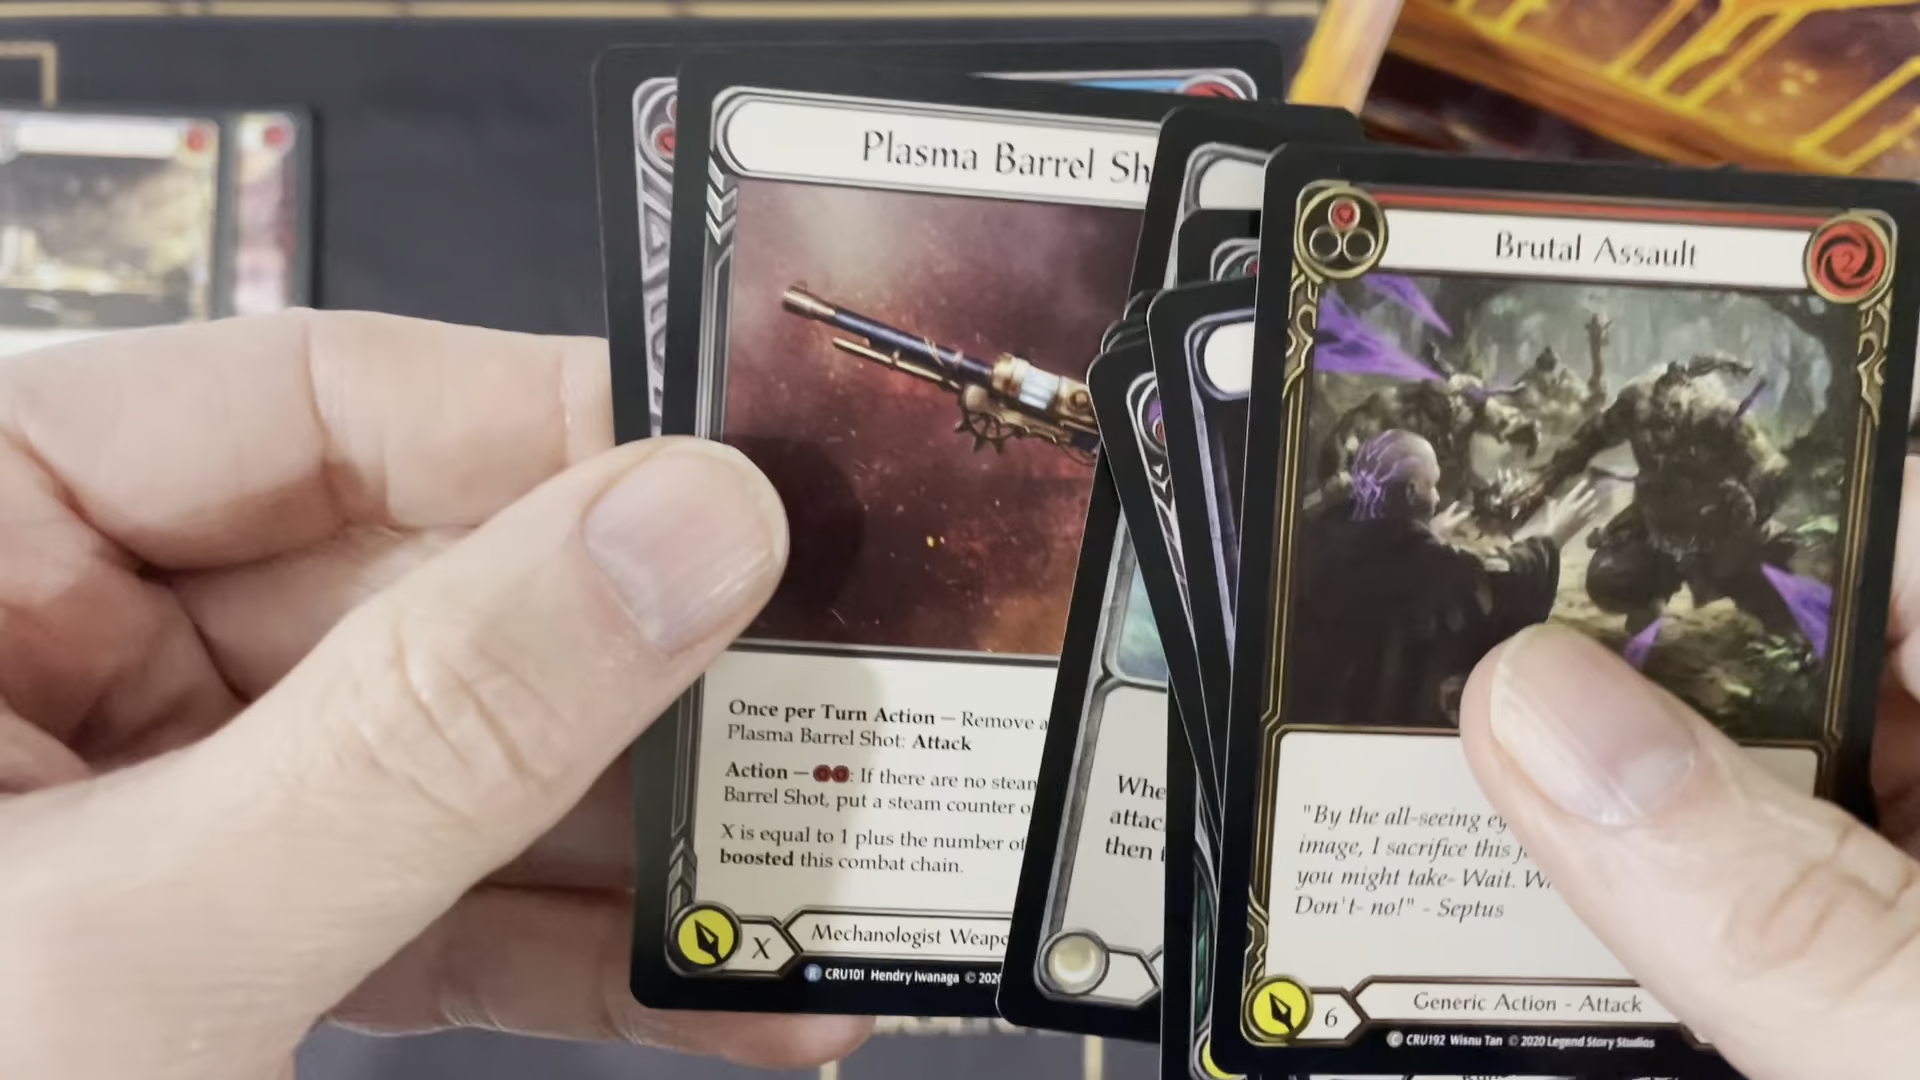 Plasma Barrel Sh
Once per Turn Action — Remove a
Plasma Barrel Shot: Attack
Action — : If there are no steam
Barrel Shot, put a steam counter o
X is equal to 1 plus the number of
boosted this combat chain.
X
Mechanologist Weapo
R CRU101 Hendry Iwanaga © 2020
Whe
attac
then
Brutal Assault
2
"By the all-seeing ey
image, I sacrifice this
you might take- Wait. W
Don't- no!" - Septus
6
Generic Action - Attack
C CRU192 Wisnu Tan © 2020 Legend Story Studios